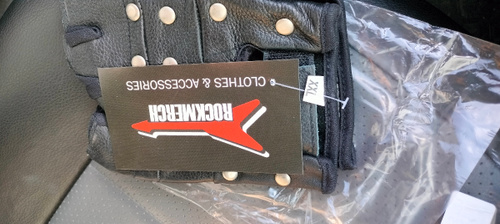 ROCKMERCH
© CLOTHES & ACCESSORIES
XXL